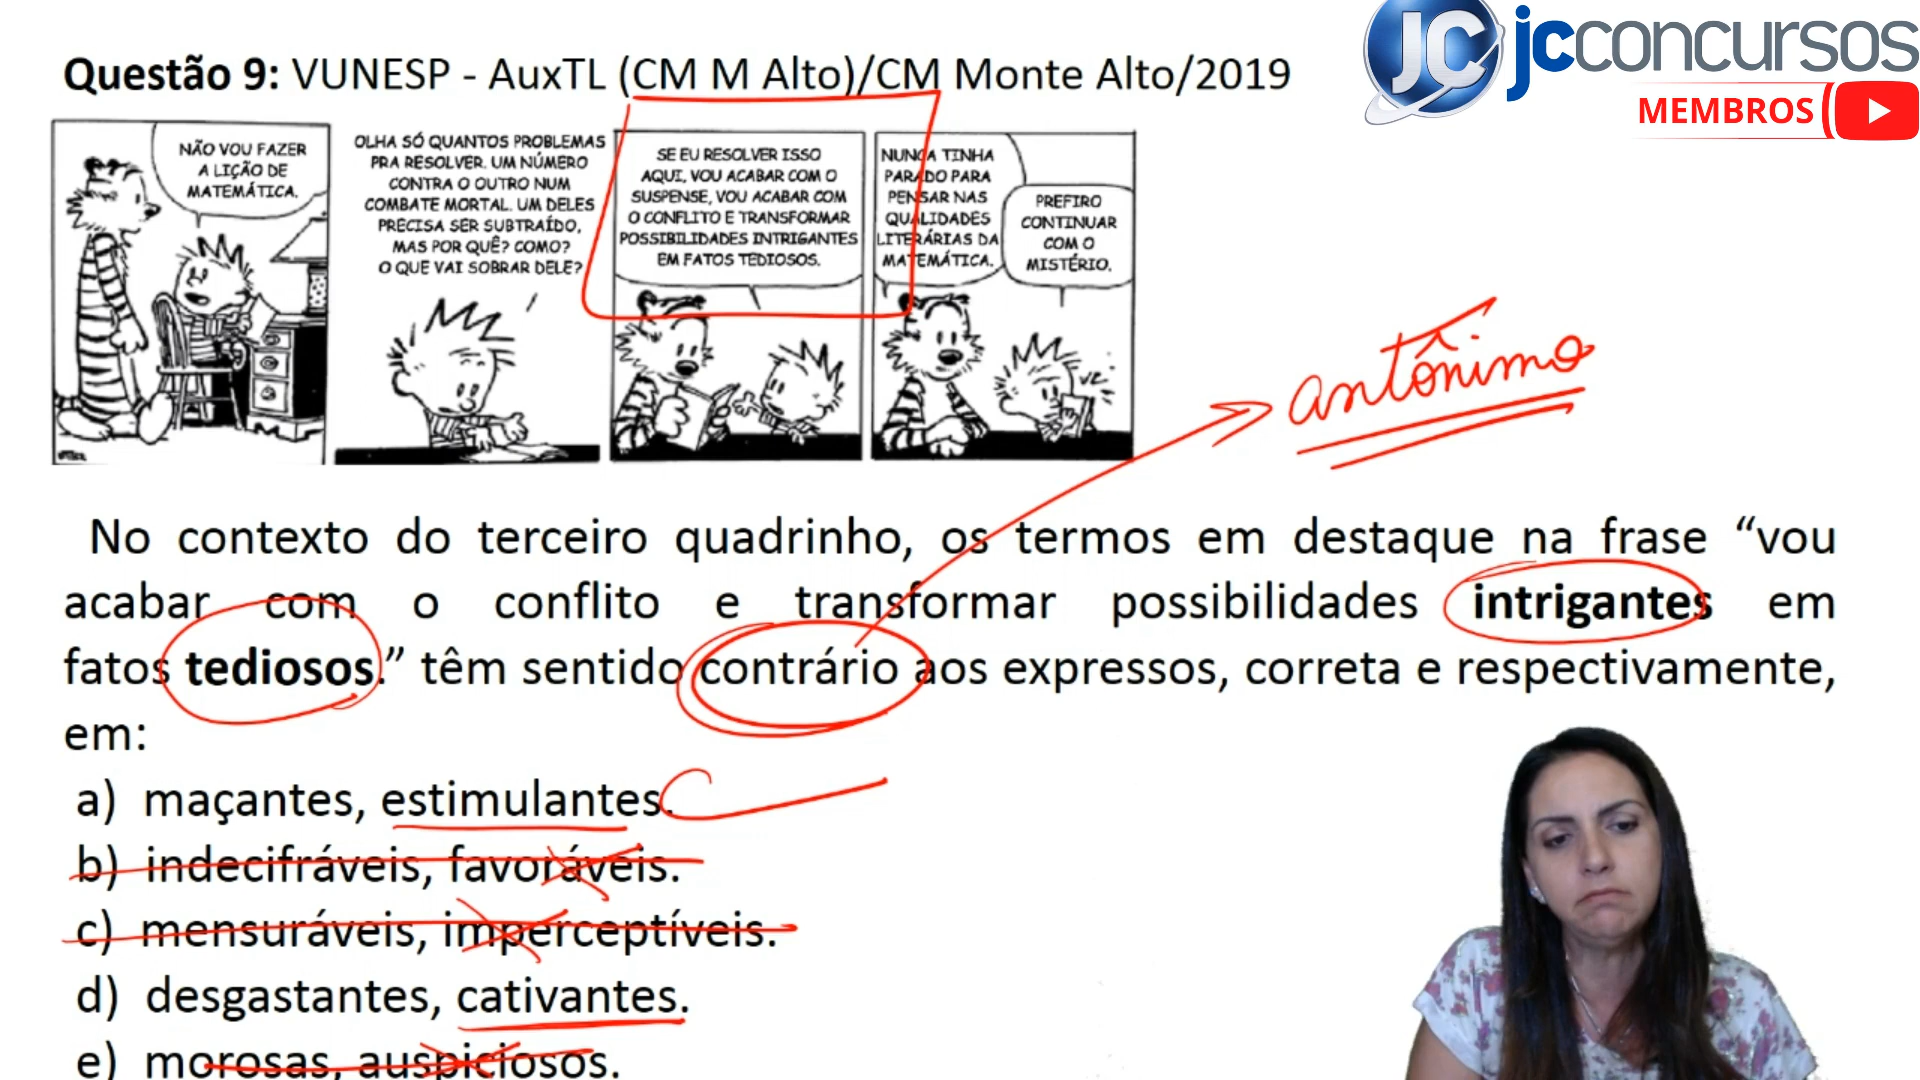 JC jcconcursos
MEMBROS
Questão 9: VUNESP - AuxTL (CM M Alto)/CM Monte Alto/2019
NÃO VOU FAZER
A LIÇÃO DE
MATEMÁTICA.
OLHA SÓ QUANTOS PROBLEMAS
PRA RESOLVER. UM NÚMERO
CONTRA O OUTRO NUM
COMBATE MORTAL. UM DELES
PRECISA SER SUBTRAÍDO,
MAS POR QUÊ? COMO?
O QUE VAI SOBRAR DELE?
SE EU RESOLVER ISSO
AQUI, VOU ACABAR COM O
SUSPENSE, VOU ACABAR COM
O CONFLITO E TRANSFORMAR
POSSIBILIDADES INTRIGANTES
EM FATOS TEDIOSOS.
NUNCA TINHA
PARADO PARA
PENSAR NAS
QUALIDADES
LITERÁRIAS DA
MATEMÁTICA.
PREFIRO
CONTINUAR
COM O
MISTÉRIO.
antônimo
No contexto do terceiro quadrinho, os termos em destaque na frase “vou
acabar com o conflito e transformar possibilidades intrigantes em
fatos tediosos.” têm sentido contrário aos expressos, correta e respectivamente,
em:
a) maçantes, estimulantes.
b) indecifráveis, favoráveis.
c) mensuráveis, imperceptíveis.
d) desgastantes, cativantes.
e) morosas, auspiciosos.